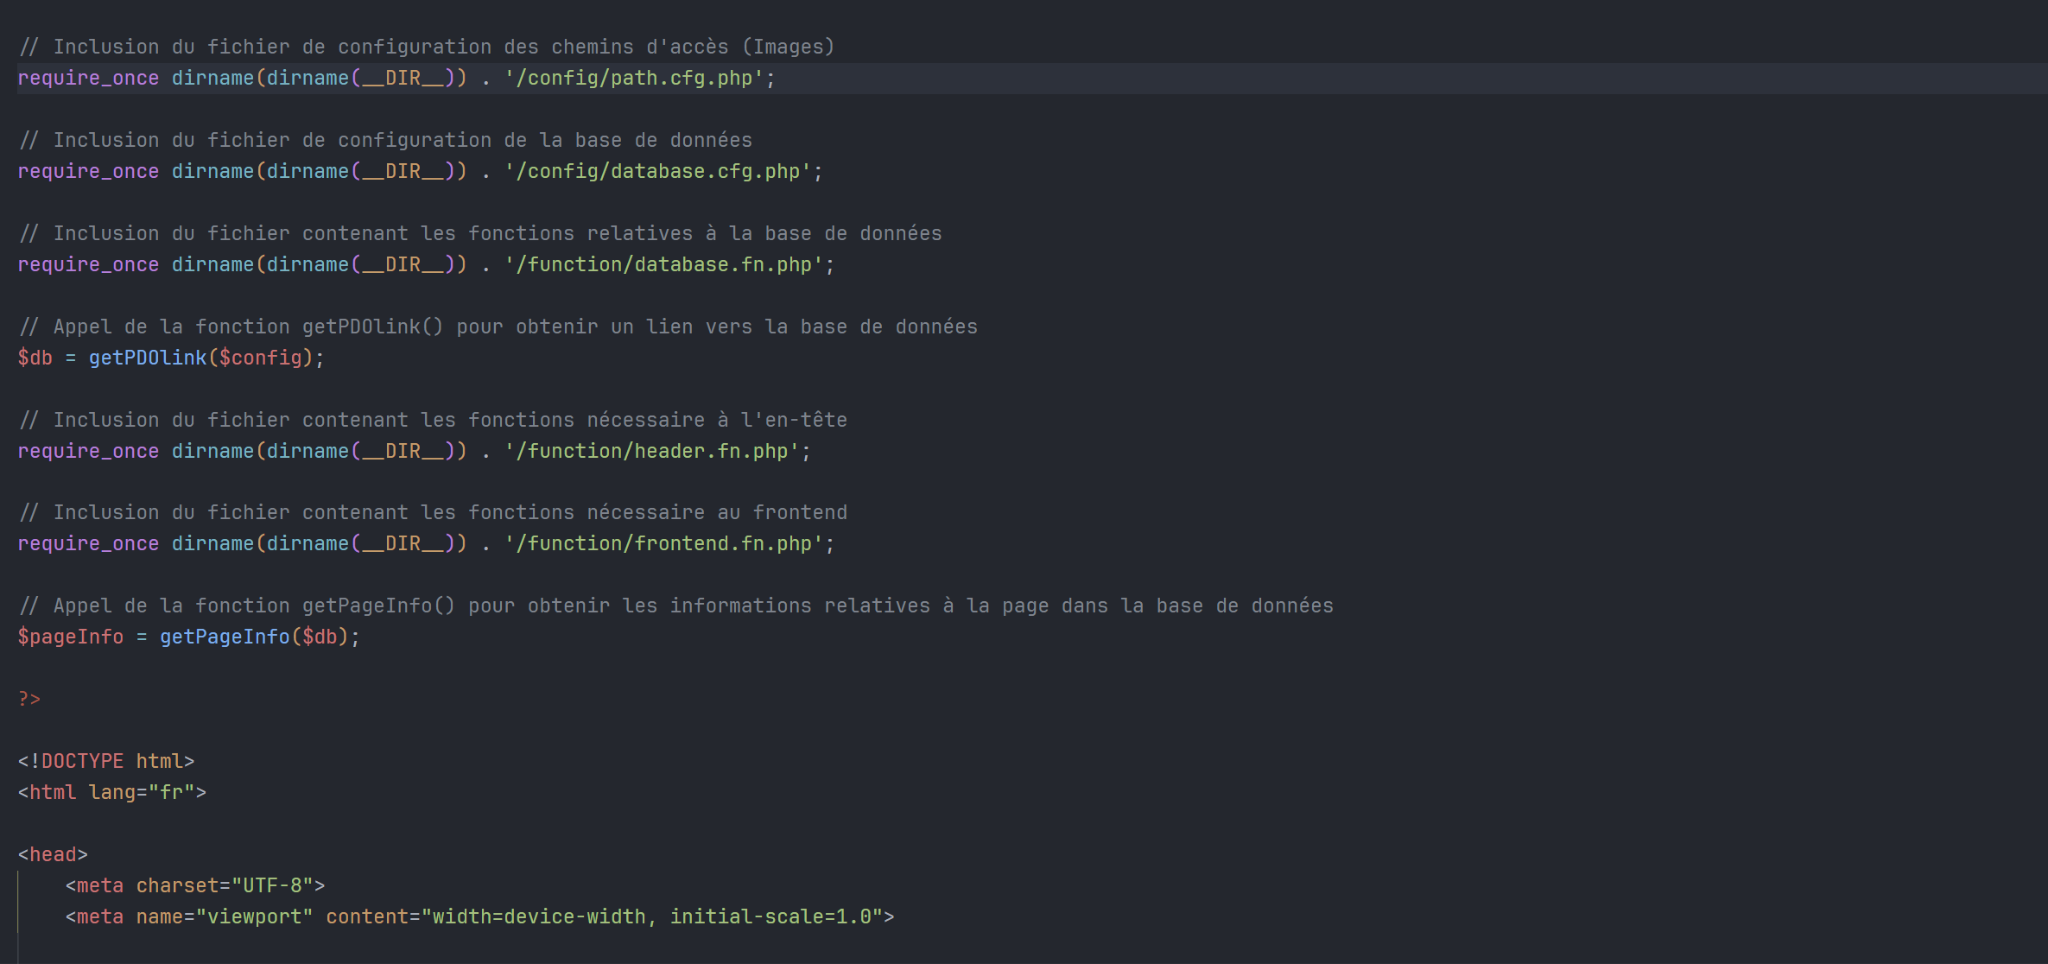 // Inclusion du fichier de configuration des chemins d'accès (Images)
require_once dirname(dirname(__DIR__)) . '/config/path.cfg.php';
// Inclusion du fichier de configuration de la base de données
require_once dirname(dirname(__DIR__)) . '/config/database.cfg.php';
// Inclusion du fichier contenant les fonctions relatives à la base de données
require_once dirname(dirname(__DIR__)) . '/function/database.fn.php';
// Appel de la fonction getPDOlink() pour obtenir un lien vers la base de données
$db = getPDOlink($config);
// Inclusion du fichier contenant les fonctions nécessaire à l'en-tête
require_once dirname(dirname(__DIR__)) . '/function/header.fn.php';
// Inclusion du fichier contenant les fonctions nécessaire au frontend
require_once dirname(dirname(__DIR__)) . '/function/frontend.fn.php';
// Appel de la fonction getPageInfo() pour obtenir les informations relatives à la page dans la base de données
$pageInfo = getPageInfo($db);
?>
<!DOCTYPE html>
<html lang="fr">
<head>
<meta charset="UTF-8">
<meta name="viewport" content="width=device-width, initial-scale=1.0">